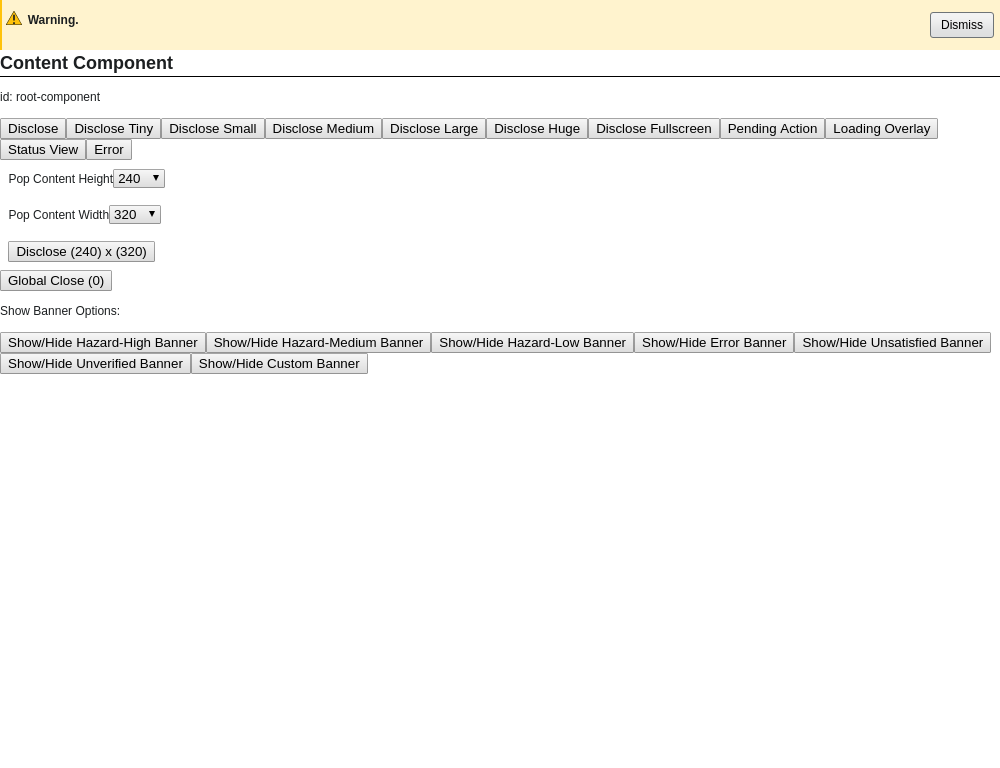 Warning.
Dismiss
Content Component
id: root-component
Disclose Disclose Tiny Disclose Small Disclose Medium Disclose Large Disclose Huge Disclose Fullscreen Pending Action Loading Overlay
Status View Error
Pop Content Height 240
Pop Content Width 320
Disclose (240) x (320)
Global Close (0)
Show Banner Options:
Show/Hide Hazard-High Banner Show/Hide Hazard-Medium Banner Show/Hide Hazard-Low Banner Show/Hide Error Banner Show/Hide Unsatisfied Banner
Show/Hide Unverified Banner Show/Hide Custom Banner